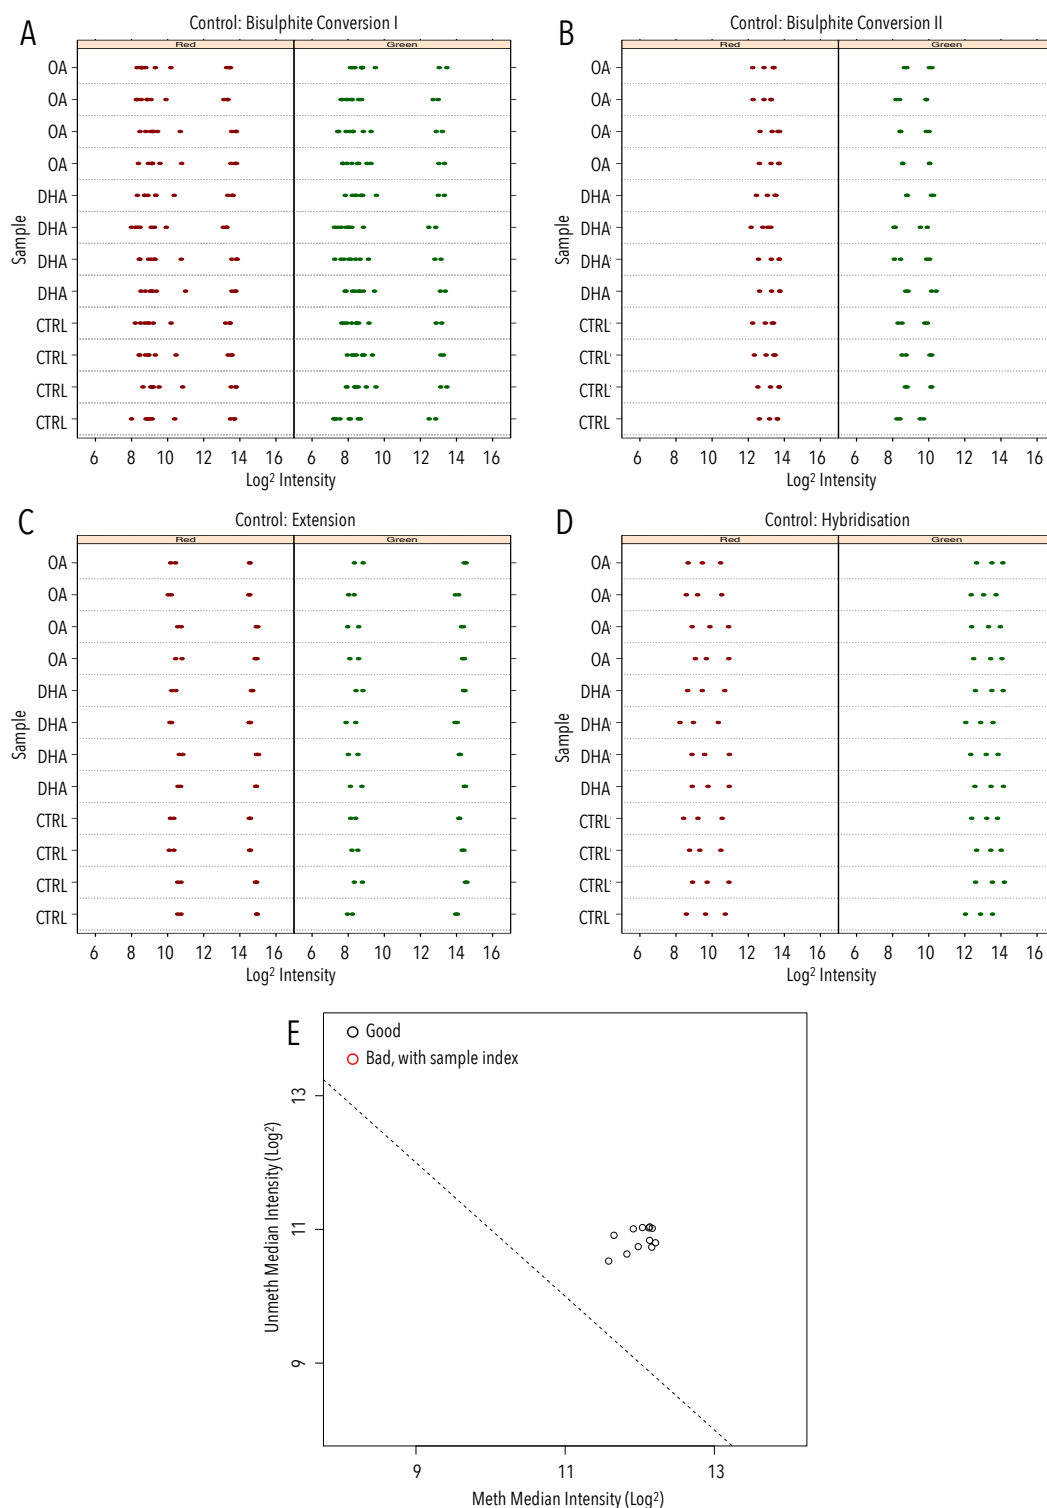 A
Control: Bisulphite Conversion I
Red Green
OA
OA
OA
OA
DHA
DHA
DHA
DHA
CTRL
CTRL
CTRL
CTRL
Sample
6 8 10 12 14 6 8 10 12 14 16
Log2 Intensity
B
Control: Bisulphite Conversion II
Red Green
OA
OA
OA
OA
DHA
DHA
DHA
DHA
CTRL
CTRL
CTRL
CTRL
Sample
6 8 10 12 14 6 8 10 12 14 16
Log2 Intensity
C
Control: Extension
Red Green
OA
OA
OA
OA
DHA
DHA
DHA
DHA
CTRL
CTRL
CTRL
CTRL
Sample
6 8 10 12 14 6 8 10 12 14 16
Log2 Intensity
D
Control: Hybridisation
Red Green
OA
OA
OA
OA
DHA
DHA
DHA
DHA
CTRL
CTRL
CTRL
CTRL
Sample
6 8 10 12 14 6 8 10 12 14 16
Log2 Intensity
E
Good
Bad, with sample index
Unmeth Median Intensity (Log2)
13
11
9
9 11 13
Meth Median Intensity (Log2)